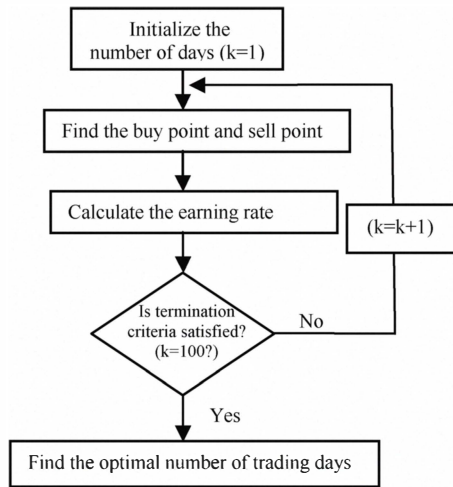 Initialize the
number of days (k=1)
Find the buy point and sell point
Calculate the earning rate
(k=k+1)
Is termination
criteria satisfied?
(k=100?)
No
Yes
Find the optimal number of trading days